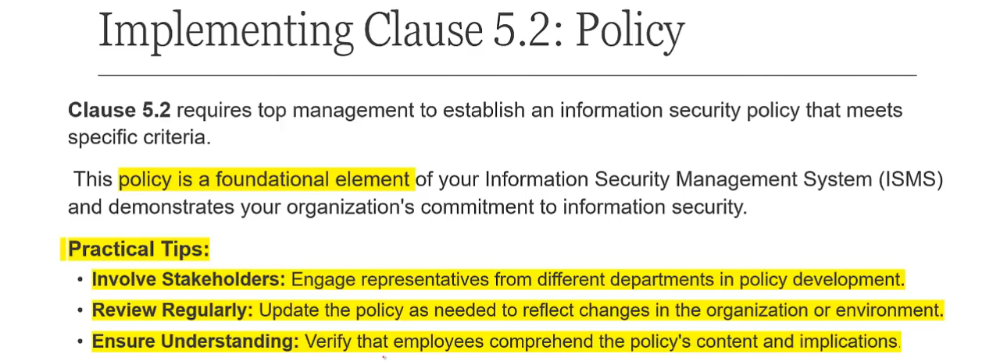 Implementing Clause 5.2: Policy
Clause 5.2 requires top management to establish an information security policy that meets
specific criteria.
This policy is a foundational element of your Information Security Management System (ISMS)
and demonstrates your organization's commitment to information security.
Practical Tips:
• Involve Stakeholders: Engage representatives from different departments in policy development.
• Review Regularly: Update the policy as needed to reflect changes in the organization or environment.
• Ensure Understanding: Verify that employees comprehend the policy's content and implications.